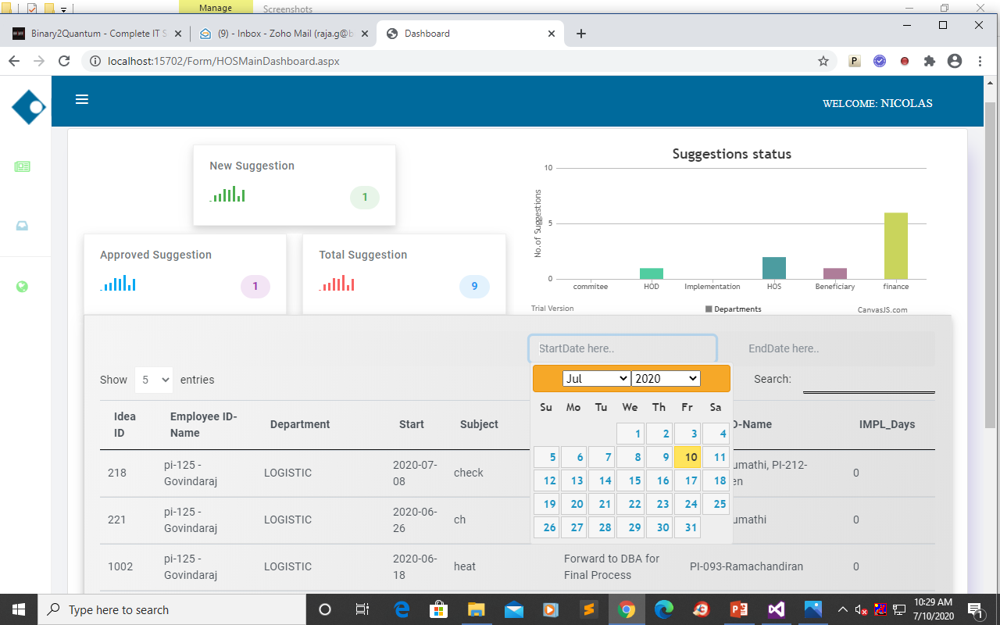 Manage
Screenshots
Binary2Quantum - Complete IT S
(9) - Inbox - Zoho Mail (raja.g@b
Dashboard
localhost:15702/Form/HOSMainDashboard.aspx
P
WELCOME: NICOLAS
New Suggestion
1
Approved Suggestion
1
Total Suggestion
9
Suggestions status
No.of Suggestions
10
5
0
commitee HOD Implementation HOS Beneficiary finance
Trial Version
Departments
CanvasJS.com
StartDate here..
EndDate here..
Show 5 entries
Search:
Jul 2020
Su Mo Tu We Th Fr Sa
1 2 3 4
5 6 7 8 9 10 11
12 13 14 15 16 17 18
19 20 21 22 23 24 25
26 27 28 29 30 31
Idea ID
Employee ID-Name
Department
Start
Subject
D-Name
IMPL_Days
218
pi-125 - Govindaraj
LOGISTIC
2020-07-08
check
umathi, PI-212-
en
0
221
pi-125 - Govindaraj
LOGISTIC
2020-06-26
ch
umathi
0
1002
pi-125 - Govindaraj
LOGISTIC
2020-06-18
heat
Forward to DBA for Final Process
PI-093-Ramachandiran
0
Type here to search
10:29 AM
7/10/2020
1